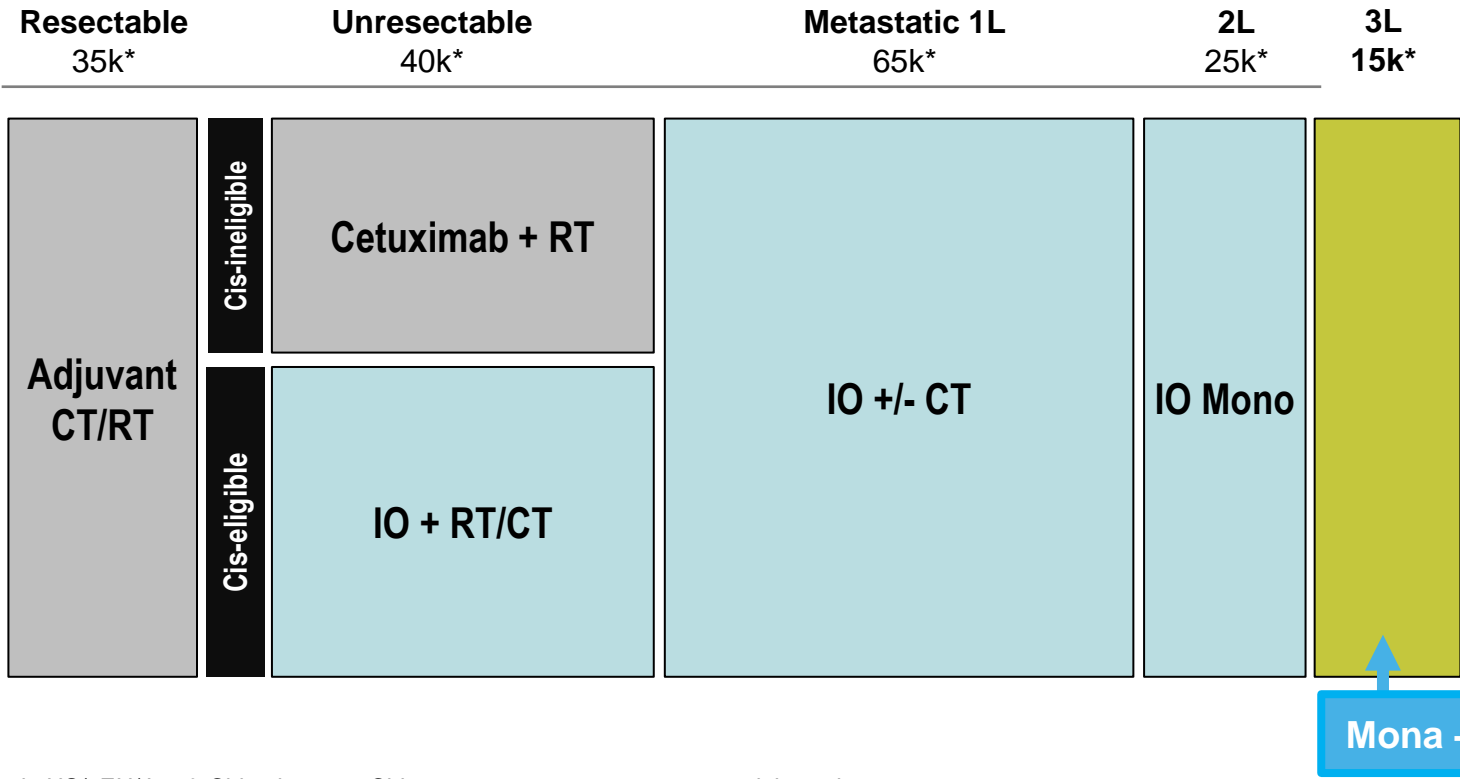 Resectable
35k*
Unresectable
40k*
Metastatic 1L
65k*
2L
25k*
3L
15k*
Adjuvant
CT/RT
Cis-ineligible
Cetuximab + RT
Cis-eligible
IO + RT/CT
IO +/- CT
IO Mono
Mona -